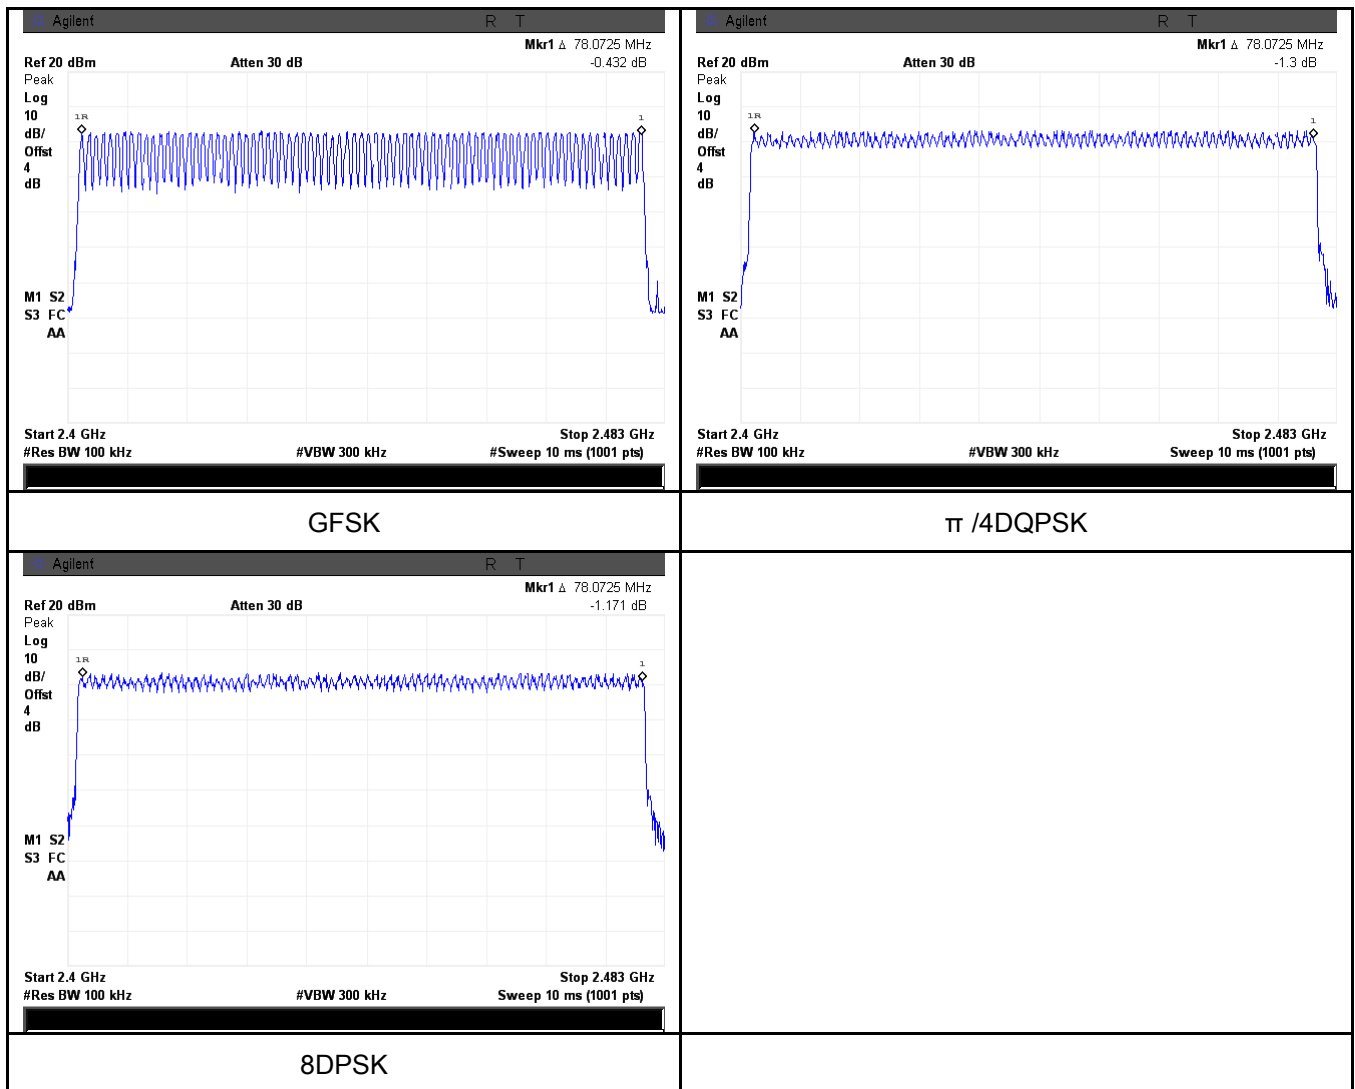 Agilent R T
Mkr1 Δ 78.0725 MHz
Ref 20 dBm Atten 30 dB -0.432 dB
Peak
Log
10
dB/
Offst
4
dB
1R
1
M1 S2
S3 FC
AA
Start 2.4 GHz Stop 2.483 GHz
#Res BW 100 kHz #VBW 300 kHz #Sweep 10 ms (1001 pts)
GFSK
Agilent R T
Mkr1 Δ 78.0725 MHz
Ref 20 dBm Atten 30 dB -1.3 dB
Peak
Log
10
dB/
Offst
4
dB
1R
1
M1 S2
S3 FC
AA
Start 2.4 GHz Stop 2.483 GHz
#Res BW 100 kHz #VBW 300 kHz Sweep 10 ms (1001 pts)
π /4DQPSK
Agilent R T
Mkr1 Δ 78.0725 MHz
Ref 20 dBm Atten 30 dB -1.171 dB
Peak
Log
10
dB/
Offst
4
dB
1R
1
M1 S2
S3 FC
AA
Start 2.4 GHz Stop 2.483 GHz
#Res BW 100 kHz #VBW 300 kHz Sweep 10 ms (1001 pts)
8DPSK